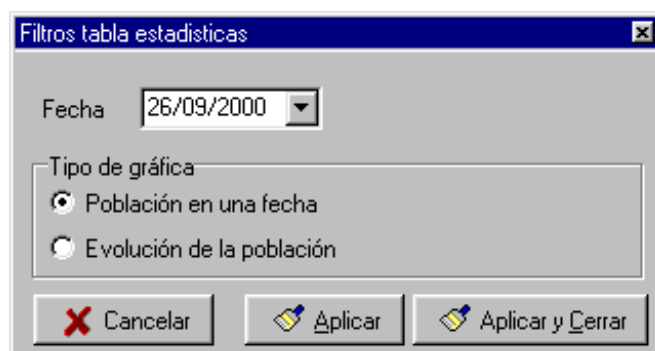 Filtros tabla estadisticas
Fecha 26/09/2000
Tipo de gráfica
Población en una fecha
Evolución de la población
Cancelar Aplicar Aplicar y Cerrar